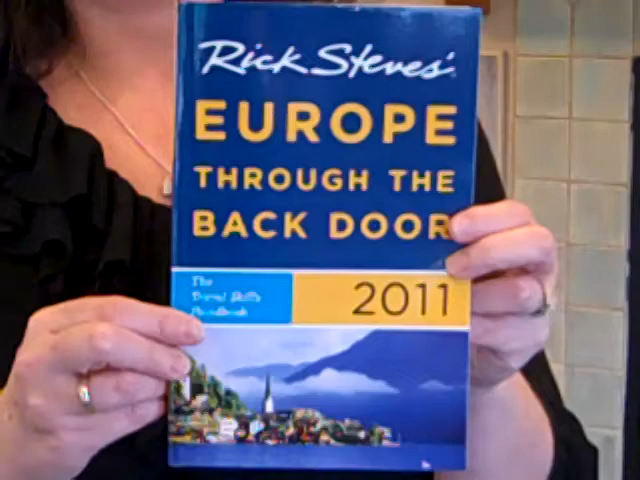 Rick Steves'
EUROPE
THROUGH THE
BACK DOOR
The
Travel Skills
Handbook
2011